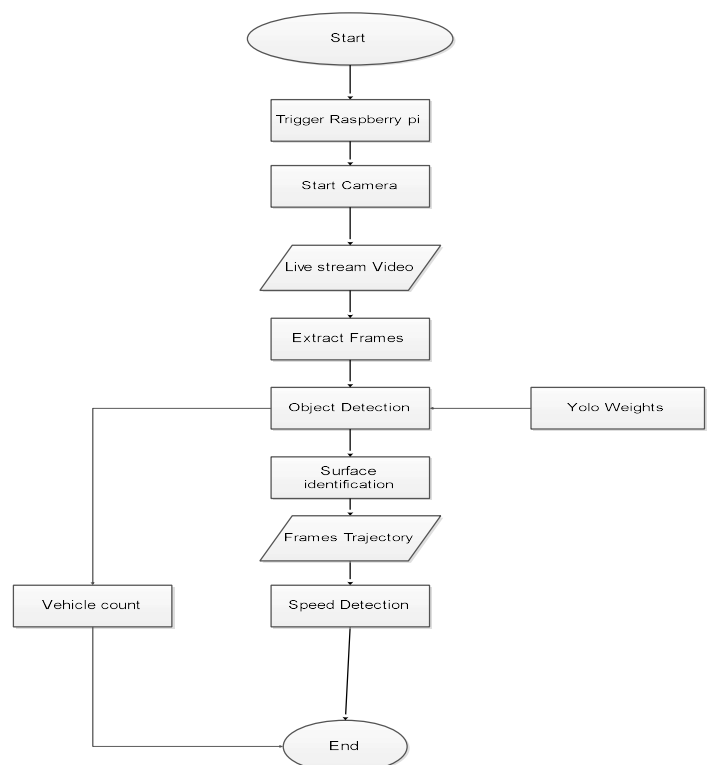 Start
Trigger Raspberry pi
Start Camera
Live stream Video
Extract Frames
Object Detection
Yolo Weights
Surface
identification
Frames Trajectory
Vehicle count
Speed Detection
End